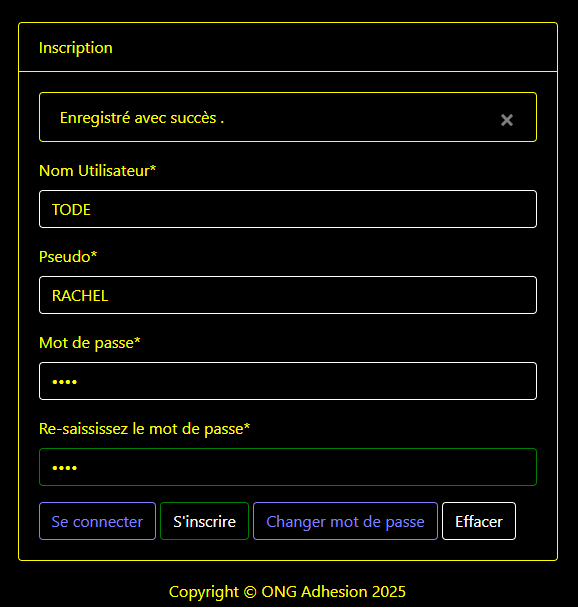 Inscription
Enregistré avec succès .
×
Nom Utilisateur*
TODE
Pseudo*
RACHEL
Mot de passe*
••••
Re-saississez le mot de passe*
••••
Se connecter S'inscrire Changer mot de passe Effacer
Copyright © ONG Adhesion 2025